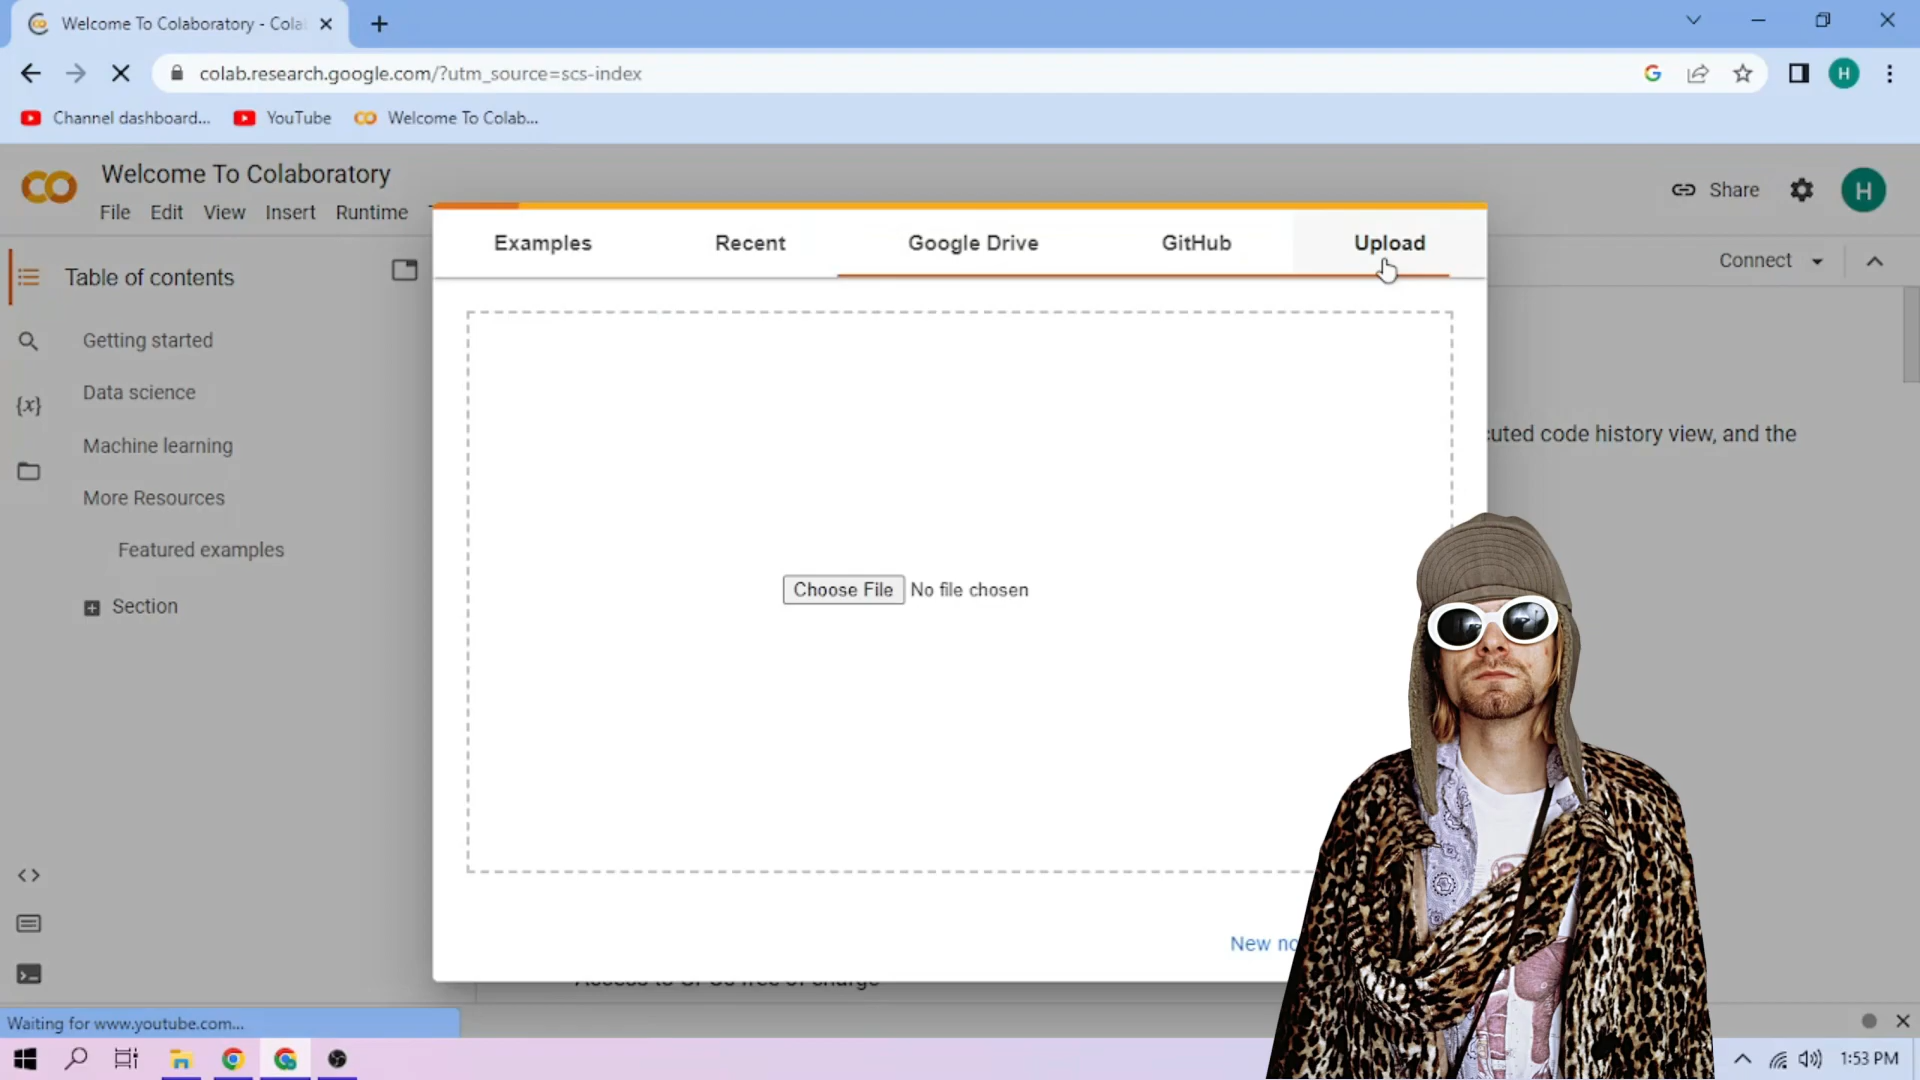 Welcome To Colaboratory - Cola
colab.research.google.com/?utm_source=scs-index
H
Channel dashboard...
YouTube
Welcome To Colab...
Welcome To Colaboratory
File Edit View Insert Runtime
Share
H
Examples Recent Google Drive GitHub Upload
Connect
Table of contents
Getting started
Data science
Machine learning
More Resources
Featured examples
Section
{x}
cuted code history view, and the
Choose File No file chosen
New no
Waiting for www.youtube.com...
1:53 PM